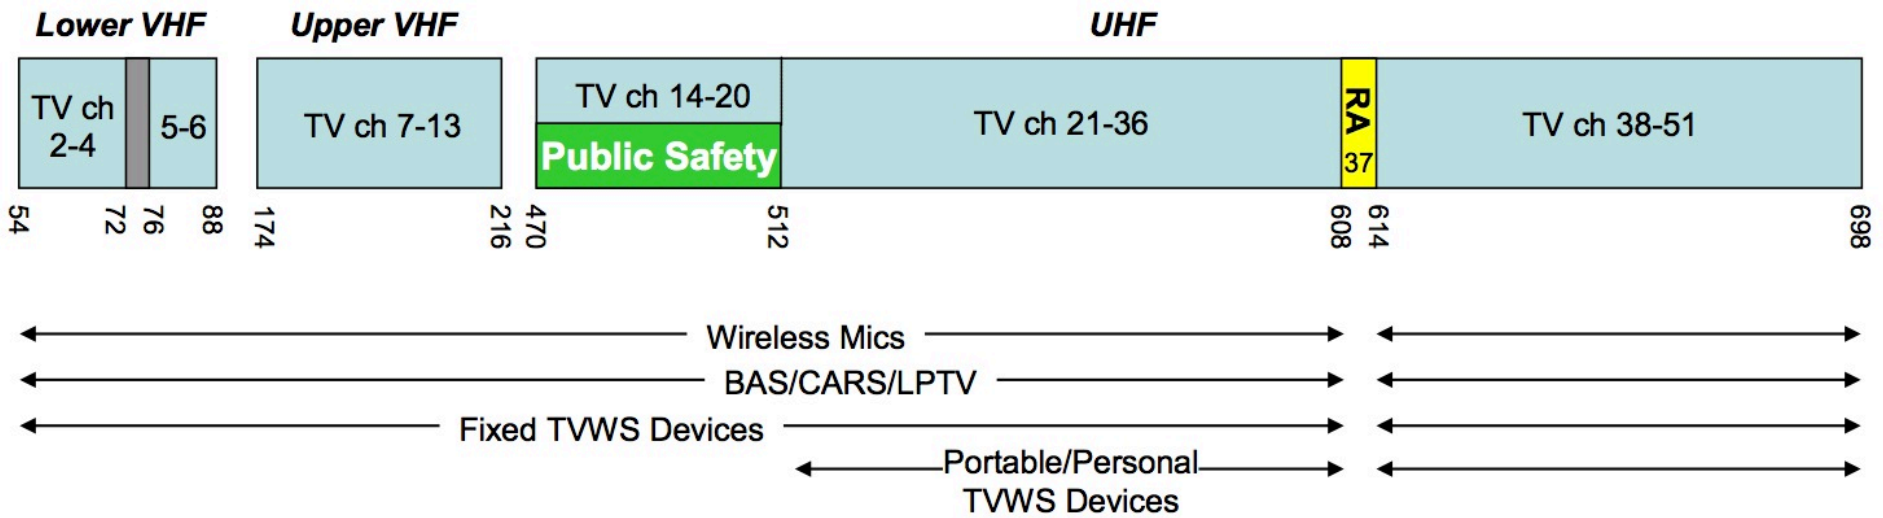 Lower VHF
Upper VHF
UHF
TV ch
2-4
5-6
TV ch 7-13
TV ch 14-20
Public Safety
TV ch 21-36
RA
37
TV ch 38-51
54
72
76
88
174
216
470
512
608
614
698
Wireless Mics
BAS/CARS/LPTV
Fixed TVWS Devices
Portable/Personal
TVWS Devices